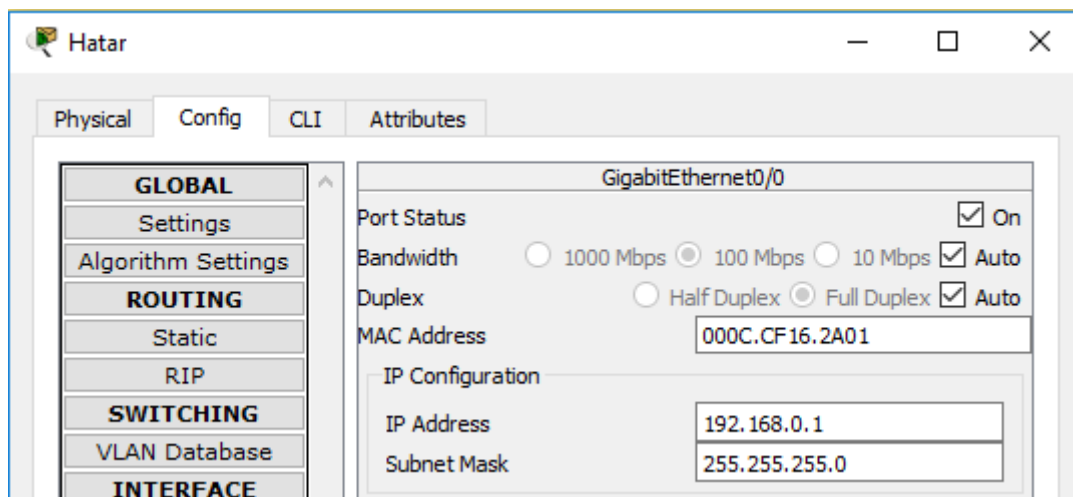 Hatar
Physical Config CLI Attributes
GLOBAL
Settings
Algorithm Settings
ROUTING
Static
RIP
SWITCHING
VLAN Database
INTERFACE
GigabitEthernet0/0
Port Status On
Bandwidth 1000 Mbps 100 Mbps 10 Mbps Auto
Duplex Half Duplex Full Duplex Auto
MAC Address 000C.CF16.2A01
IP Configuration
IP Address 192.168.0.1
Subnet Mask 255.255.255.0